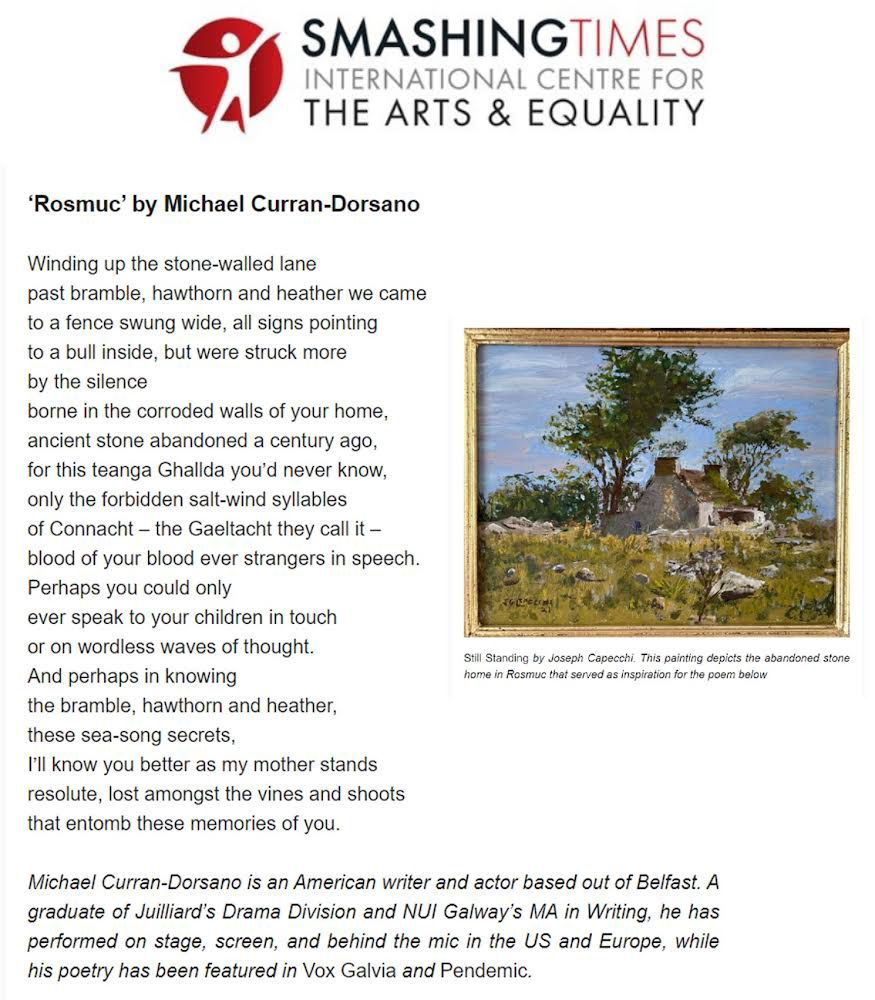 SMASHINGTIMES
INTERNATIONAL CENTRE FOR
THE ARTS & EQUALITY
‘Rosmuc’ by Michael Curran-Dorsano
Winding up the stone-walled lane
past bramble, hawthorn and heather we came
to a fence swung wide, all signs pointing
to a bull inside, but were struck more
by the silence
borne in the corroded walls of your home,
ancient stone abandoned a century ago,
for this teanga Ghallda you’d never know,
only the forbidden salt-wind syllables
of Connacht – the Gaeltacht they call it –
blood of your blood ever strangers in speech.
Perhaps you could only
ever speak to your children in touch
or on wordless waves of thought.
And perhaps in knowing
the bramble, hawthorn and heather,
these sea-song secrets,
I’ll know you better as my mother stands
resolute, lost amongst the vines and shoots
that entomb these memories of you.
Still Standing by Joseph Capecchi. This painting depicts the abandoned stone
home in Rosmuc that served as inspiration for the poem below
Michael Curran-Dorsano is an American writer and actor based out of Belfast. A
graduate of Juilliard’s Drama Division and NUI Galway’s MA in Writing, he has
performed on stage, screen, and behind the mic in the US and Europe, while
his poetry has been featured in Vox Galvia and Pendemic.